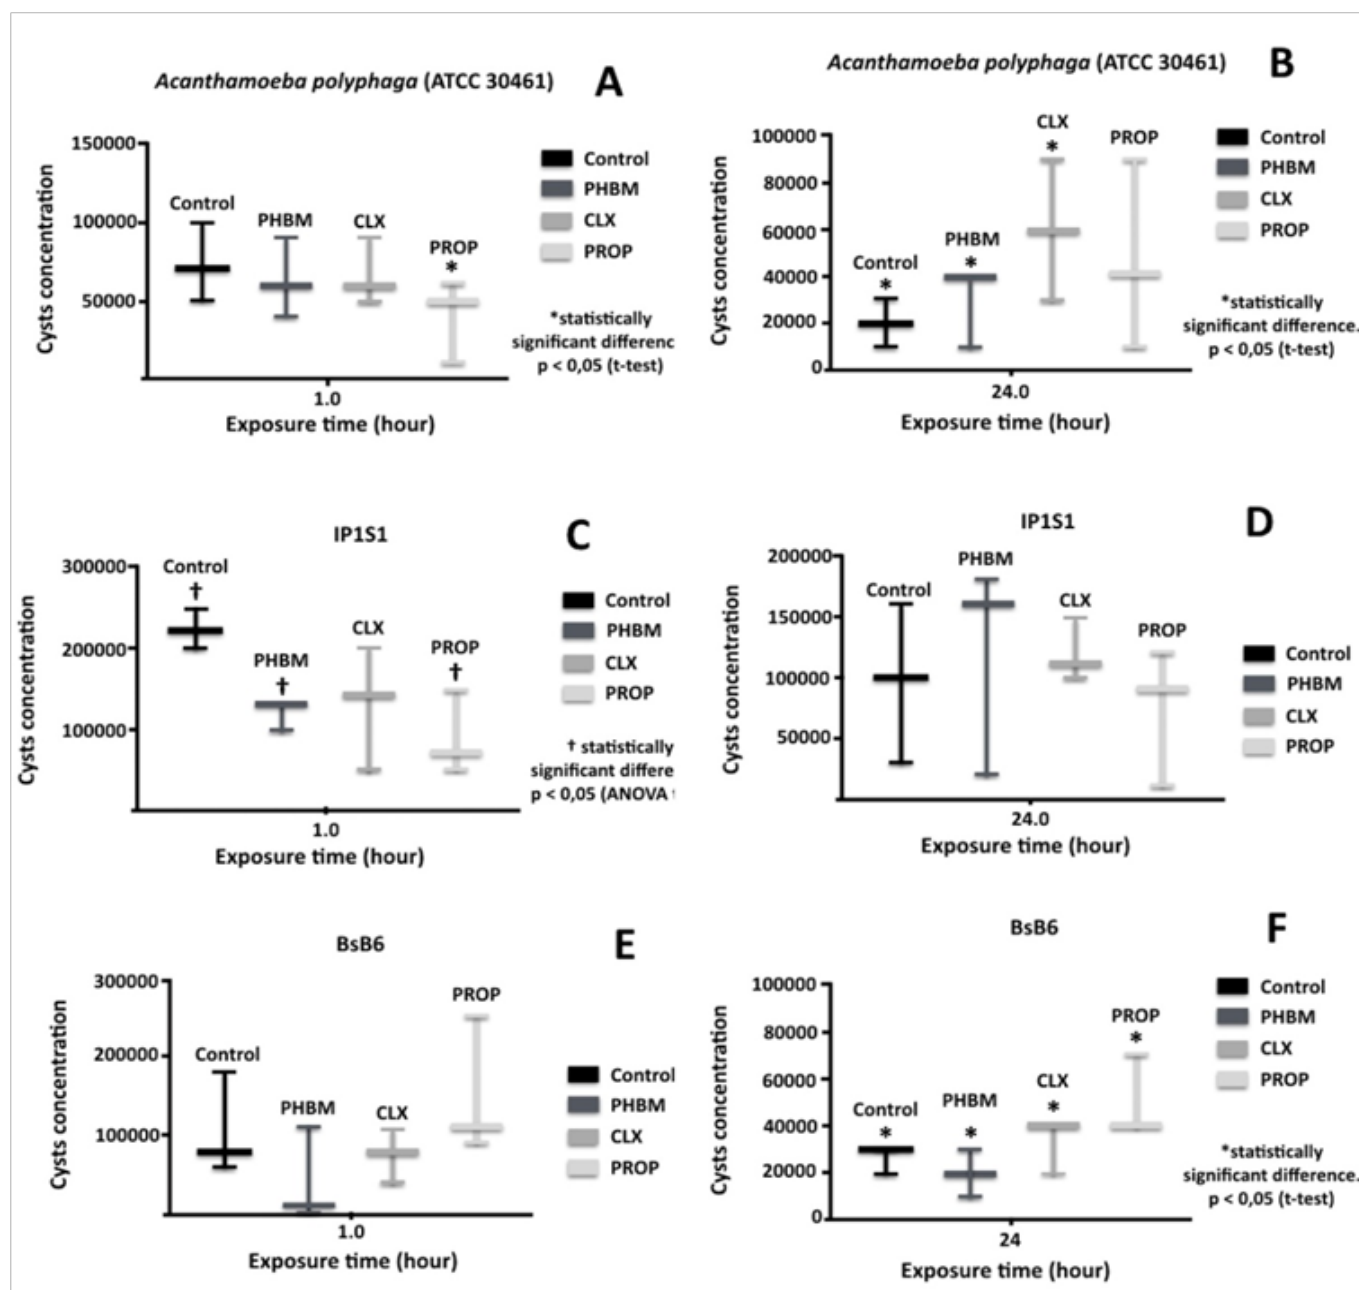 Acanthamoeba polyphaga (ATCC 30461)
A
150000
100000
50000
Cysts concentration
Control
PHBM
CLX
PROP
*
Control
PHBM
CLX
PROP
*statistically
significant differenc
p < 0,05 (t-test)
1.0
Exposure time (hour)
Acanthamoeba polyphaga (ATCC 30461)
B
100000
80000
60000
40000
20000
0
Cysts concentration
Control
*
PHBM
*
CLX
*
PROP
Control
PHBM
CLX
PROP
*statistically
significant difference.
p < 0,05 (t-test)
24.0
Exposure time (hour)
IP1S1
C
300000
200000
100000
Cysts concentration
Control
†
PHBM
†
CLX
PROP
†
Control
PHBM
CLX
PROP
† statistically
significant differe
p < 0,05 (ANOVA
1.0
Exposure time (hour)
IP1S1
D
200000
150000
100000
50000
Cysts concentration
Control
PHBM
CLX
PROP
Control
PHBM
CLX
PROP
24.0
Exposure time (hour)
BsB6
E
300000
200000
100000
Cysts concentration
Control
PHBM
CLX
PROP
Control
PHBM
CLX
PROP
1.0
Exposure time (hour)
BsB6
F
100000
80000
60000
40000
20000
0
Cysts concentration
Control
*
PHBM
*
CLX
*
PROP
*
Control
PHBM
CLX
PROP
*statistically
significant difference.
p < 0,05 (t-test)
24
Exposure time (hour)